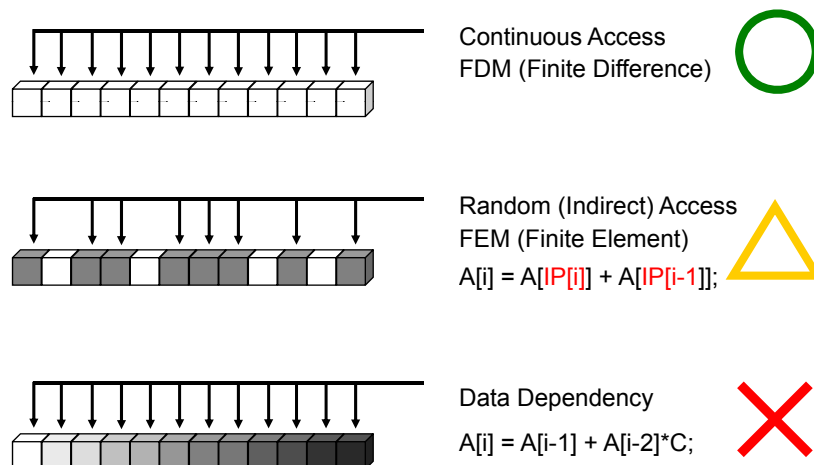 Continuous Access
FDM (Finite Difference)
Random (Indirect) Access
FEM (Finite Element)
A[i] = A[IP[i]] + A[IP[i-1]];
Data Dependency
A[i] = A[i-1] + A[i-2]*C;